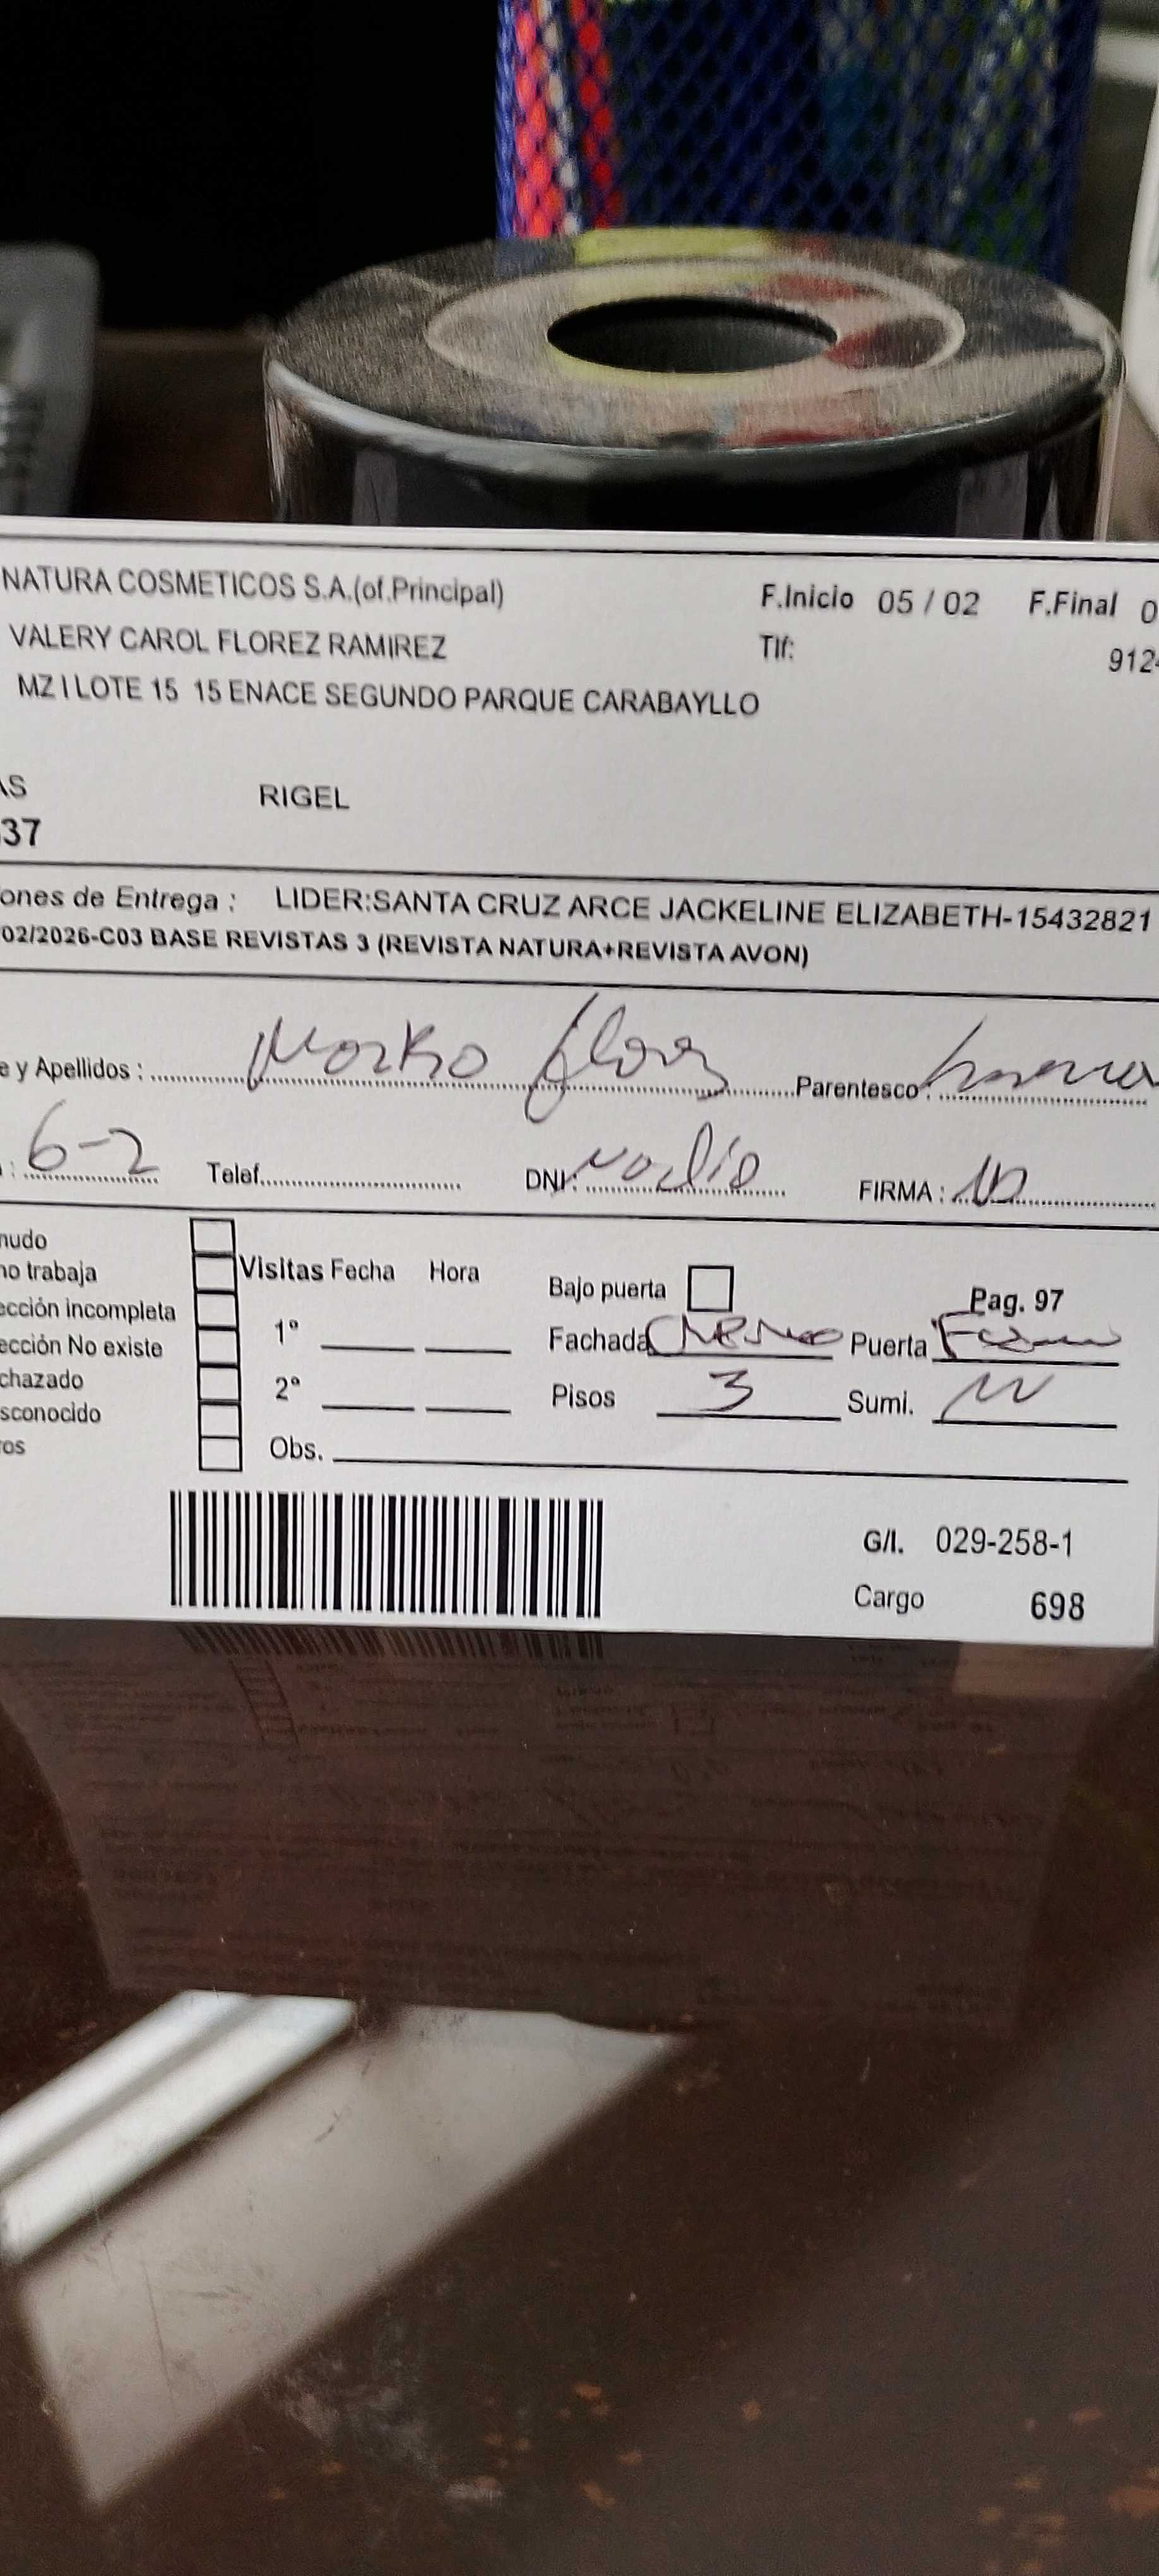 NATURA COSMETICOS S.A.(of.Principal) F.Inicio 05 / 02 F.Final 0
VALERY CAROL FLOREZ RAMIREZ Tlf: 912
MZ I LOTE 15 15 ENACE SEGUNDO PARQUE CARABAYLLO
AS RIGEL
37
ones de Entrega : LIDER:SANTA CRUZ ARCE JACKELINE ELIZABETH-15432821
02/2026-C03 BASE REVISTAS 3 (REVISTA NATURA+REVISTA AVON)
e y Apellidos : Parentesco :
: 6-2 Telef. DNI: FIRMA :
nudo
no trabaja Visitas Fecha Hora Bajo puerta Pag. 97
ección incompleta 1° Fachada Puerta
ección No existe
chazado 2° Pisos 3 Sumi.
sconocido
ros Obs.
G/I. 029-258-1
Cargo 698